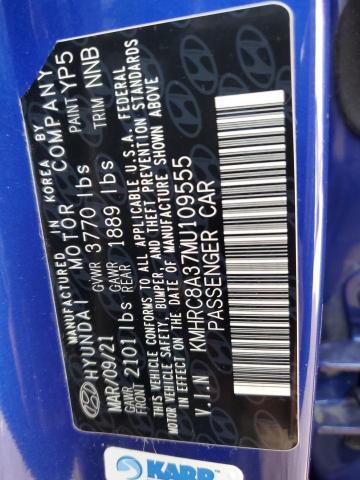 MANUFACTURED IN KOREA BY
HYUNDAI MOTOR COMPANY
MAR/09/21 GVWR 3770 lbs PAINT YP5
GAWR FRONT 2101 lbs GAWR REAR 1889 lbs TRIM NNB
THIS VEHICLE CONFORMS TO ALL APPLICABLE U.S.A. FEDERAL
MOTOR VEHICLE SAFETY, BUMPER, AND THEFT PREVENTION STANDARDS
IN EFFECT ON THE DATE OF MANUFACTURE SHOWN ABOVE
V.I.N KMHRC8A37MU109555
PASSENGER CAR
KARR